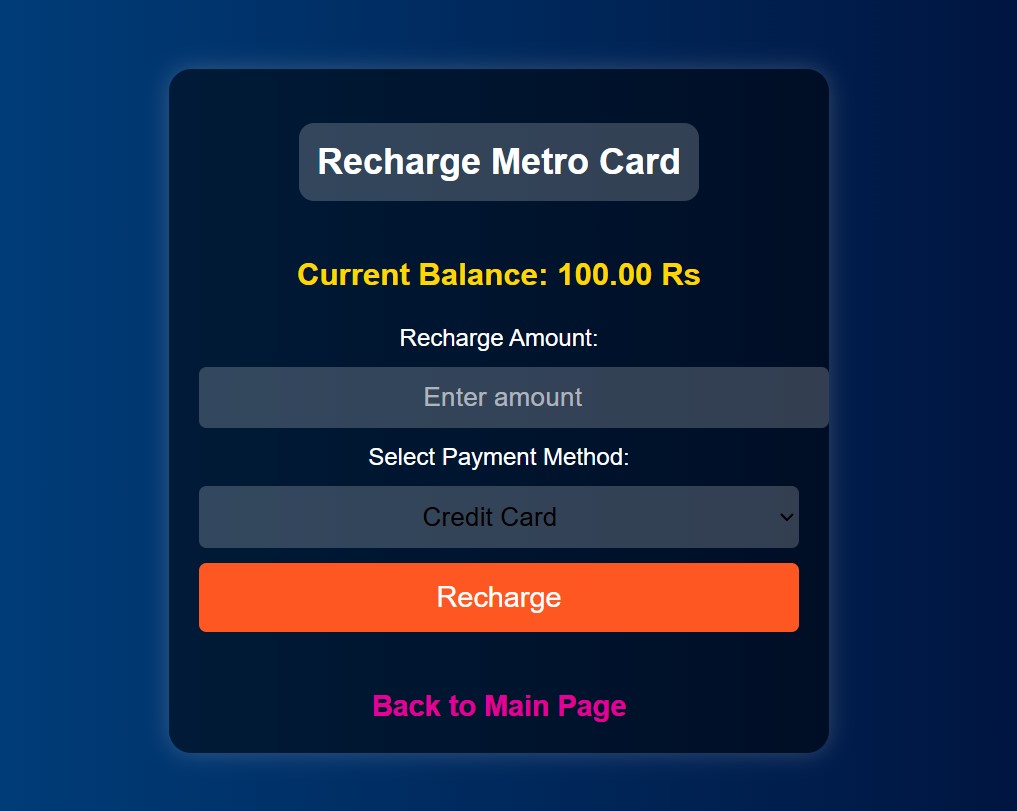 Recharge Metro Card
Current Balance: 100.00 Rs
Recharge Amount:
Enter amount
Select Payment Method:
Credit Card
Recharge
Back to Main Page